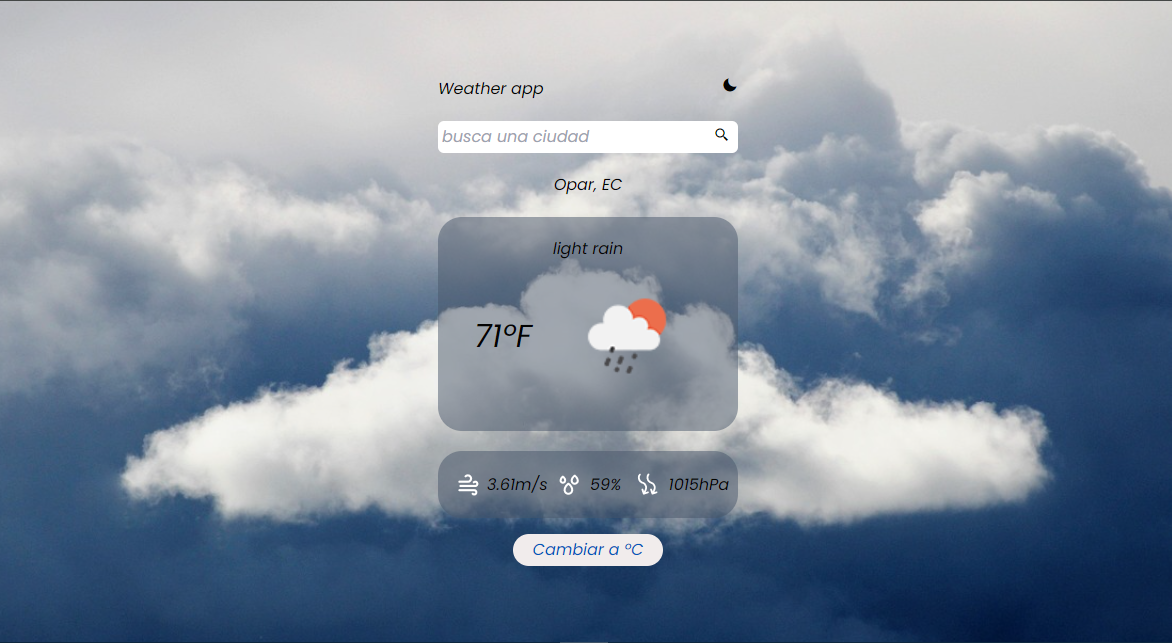 Weather app
busca una ciudad
Opar, EC
light rain
71°F
3.61m/s 59% 1015hPa
Cambiar a °C